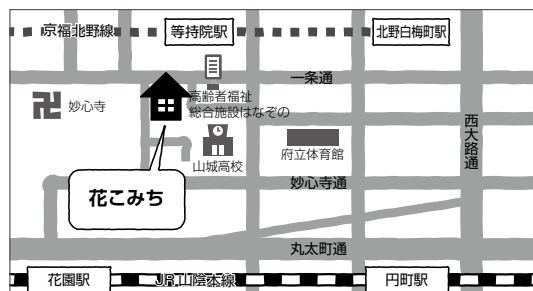 京福北野線
等持院駅
北野白梅町駅
一条通
高齢者福祉
総合施設はなぞの
妙心寺
山城高校
府立体育館
西大路通
妙心寺通
花こみち
丸太町通
花園駅
JR山陰本線
円町駅